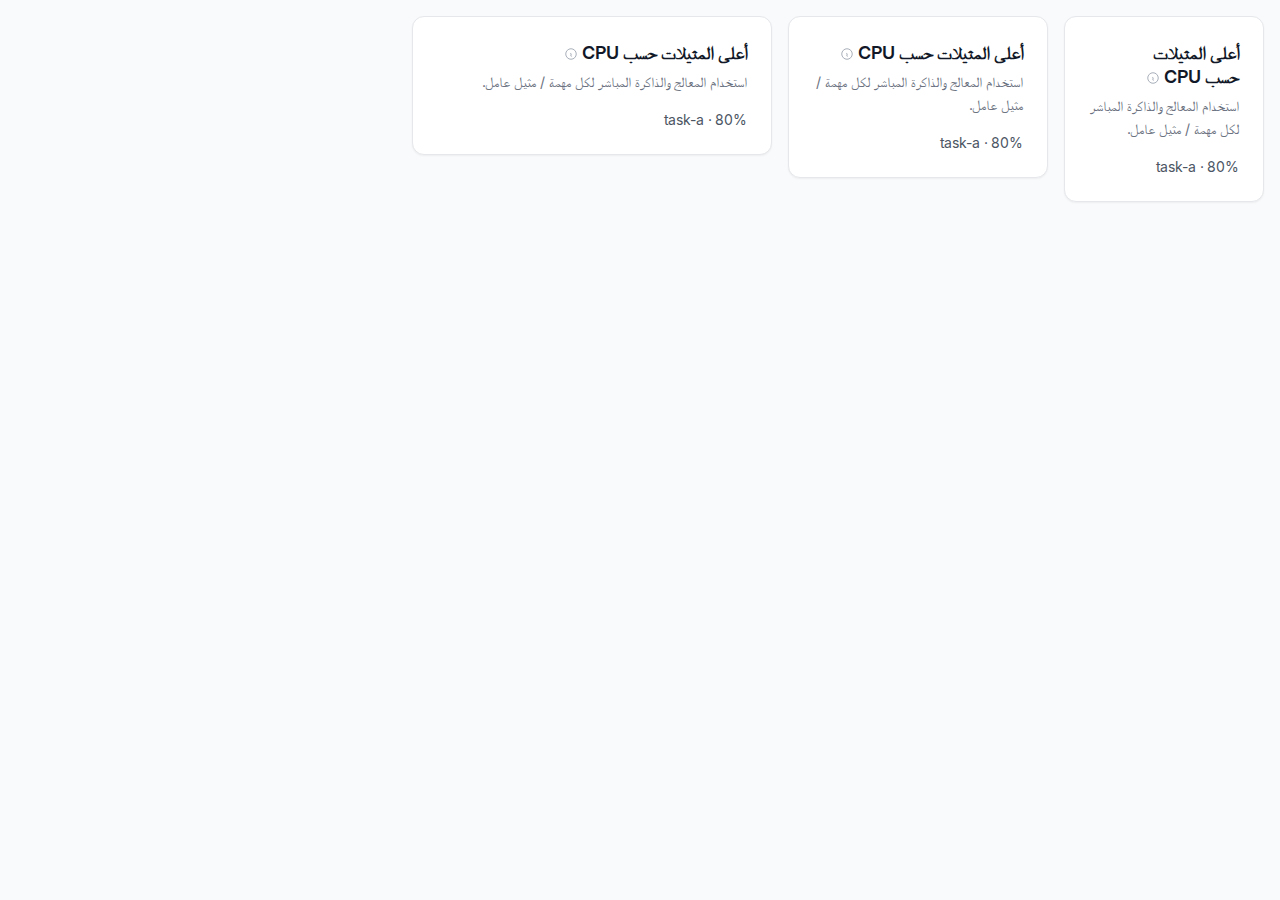 أعلى المثيلات
حسب CPU
استخدام المعالج والذاكرة المباشر
لكل مهمة / مثيل عامل.
task-a · 80%
أعلى المثيلات حسب CPU
استخدام المعالج والذاكرة المباشر لكل مهمة /
مثيل عامل.
task-a · 80%
أعلى المثيلات حسب CPU
استخدام المعالج والذاكرة المباشر لكل مهمة / مثيل عامل.
task-a · 80%